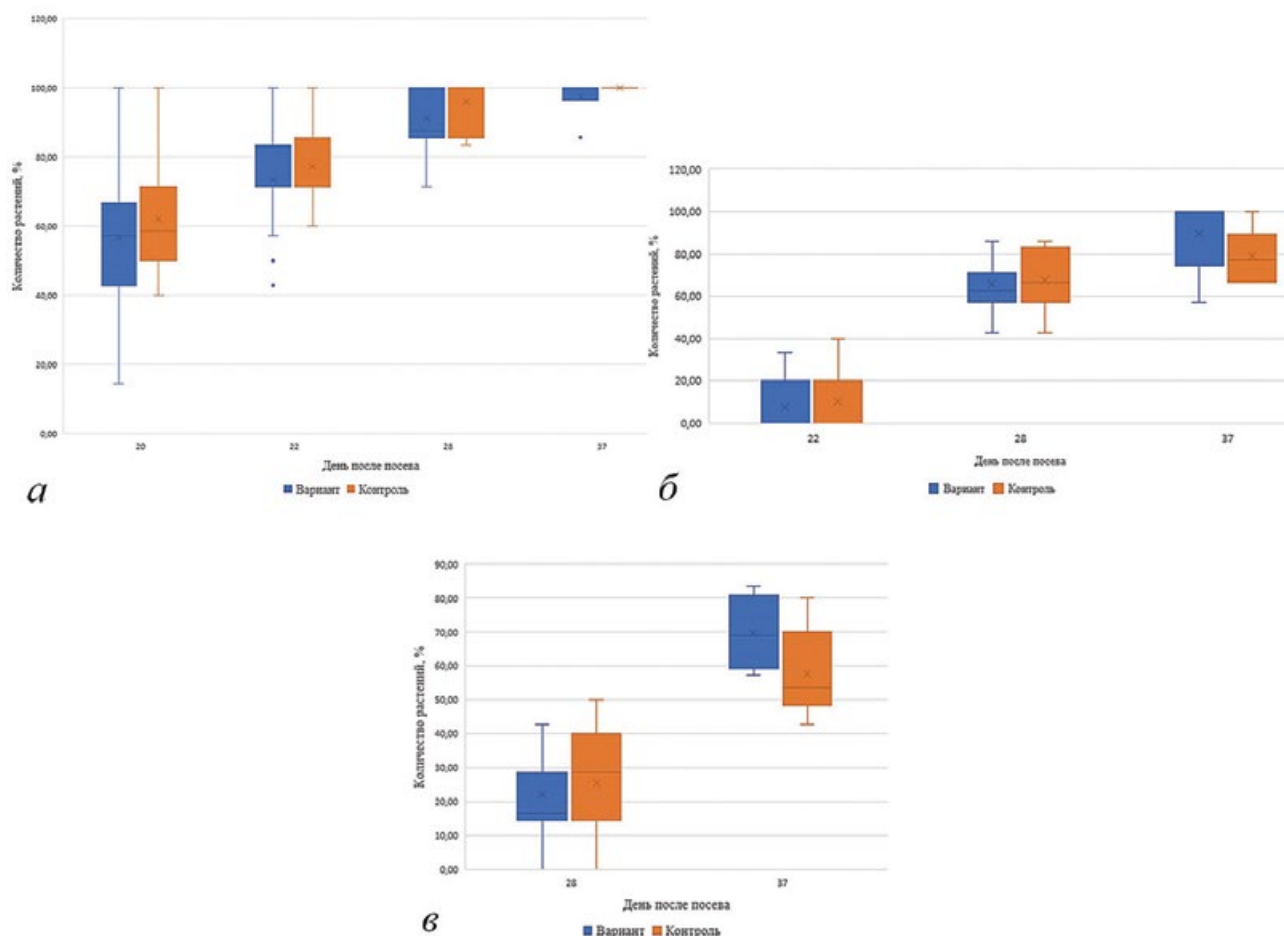 120,00
100,00
80,00
60,00
40,00
20,00
0,00
Количество растений, %
20
22
28
37
День после посева
Вариант Контроль
а
120,00
100,00
80,00
60,00
40,00
20,00
0,00
Количество растений, %
22
28
37
День после посева
Вариант Контроль
б
90,00
80,00
70,00
60,00
50,00
40,00
30,00
20,00
10,00
0,00
Количество растений, %
28
37
День после посева
Вариант Контроль
в